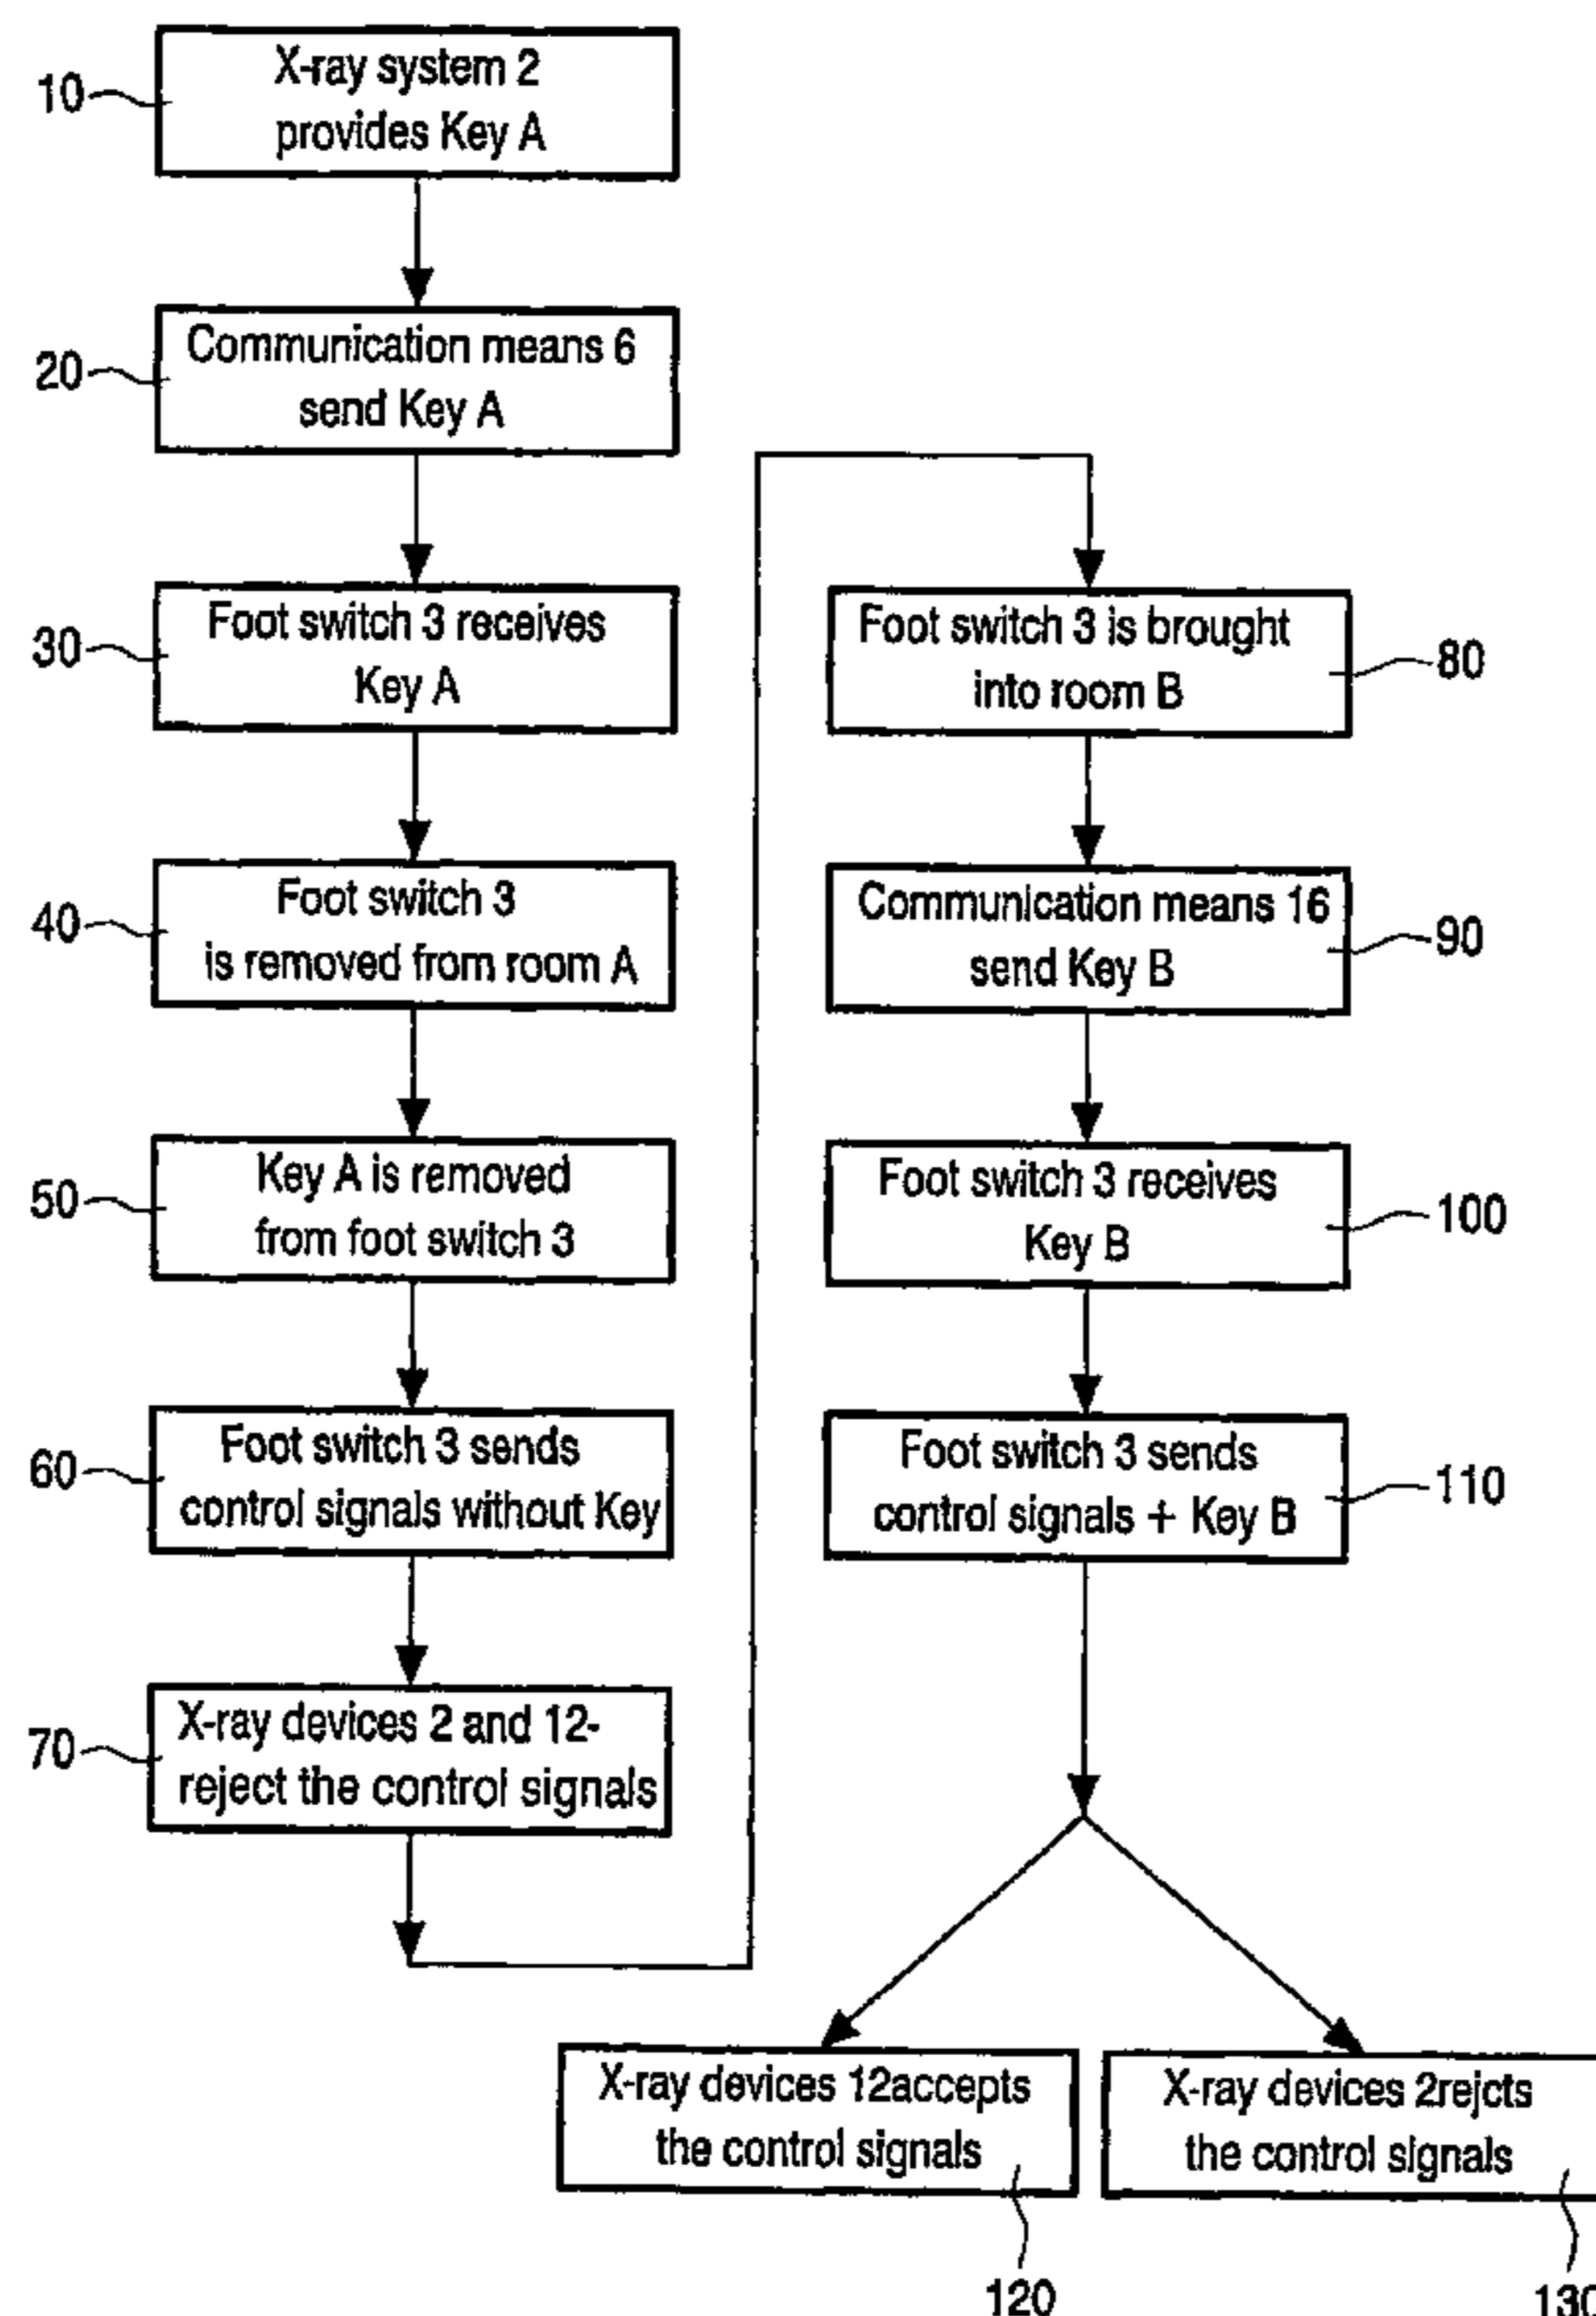 10
X-ray system 2
provides Key A
20
Communication means 6
send Key A
30
Foot switch 3 receives
Key A
40
Foot switch 3
is removed from room A
50
Key A is removed
from foot switch 3
60
Foot switch 3 sends
control signals without Key
70
X-ray devices 2 and 12-
reject the control signals
Foot switch 3 is brought
into room B
80
Communication means 16
send Key B
90
Foot switch 3 receives
Key B
100
Foot switch 3 sends
control signals + Key B
110
X-ray devices 12accepts
the control signals
120
X-ray devices 2rejcts
the control signals
130